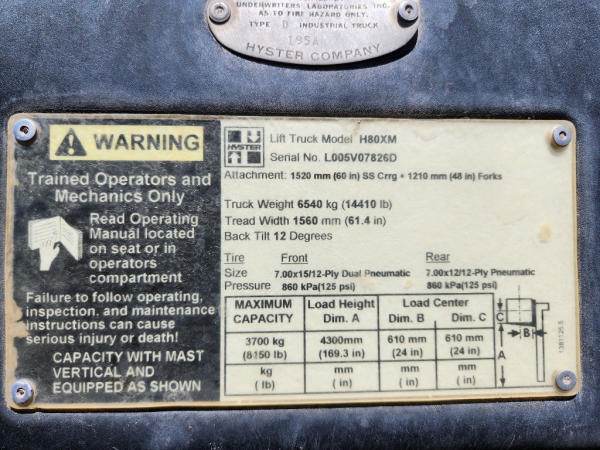 UNDERWRITERS' LABORATORIES INC.
AS TO FIRE HAZARD ONLY.
TYPE D INDUSTRIAL TRUCK
195A
HYSTER COMPANY
WARNING
Trained Operators and
Mechanics Only
Read Operating
Manual located
on seat or in
operators
compartment
Failure to follow operating,
inspection, and maintenance
instructions can cause
serious injury or death!
CAPACITY WITH MAST
VERTICAL AND
EQUIPPED AS SHOWN
HYSTER
Lift Truck Model H80XM
Serial No. L005V07826D
Attachment: 1520 mm (60 in) SS Crrg + 1210 mm (48 in) Forks
Truck Weight 6540 kg (14410 lb)
Tread Width 1560 mm (61.4 in)
Back Tilt 12 Degrees
Tire Front Rear
Size 7.00x15/12-Ply Dual Pneumatic 7.00x12/12-Ply Pneumatic
Pressure 860 kPa(125 psi) 860 kPa(125 psi)
MAXIMUM CAPACITY Load Height Dim. A Load Center Dim. B Dim. C
3700 kg 4300mm 610 mm 610 mm
(8150 lb) (169.3 in) (24 in) (24 in)
kg mm mm mm
( lb) ( in) ( in) ( in)
C
B
A
1381125.5